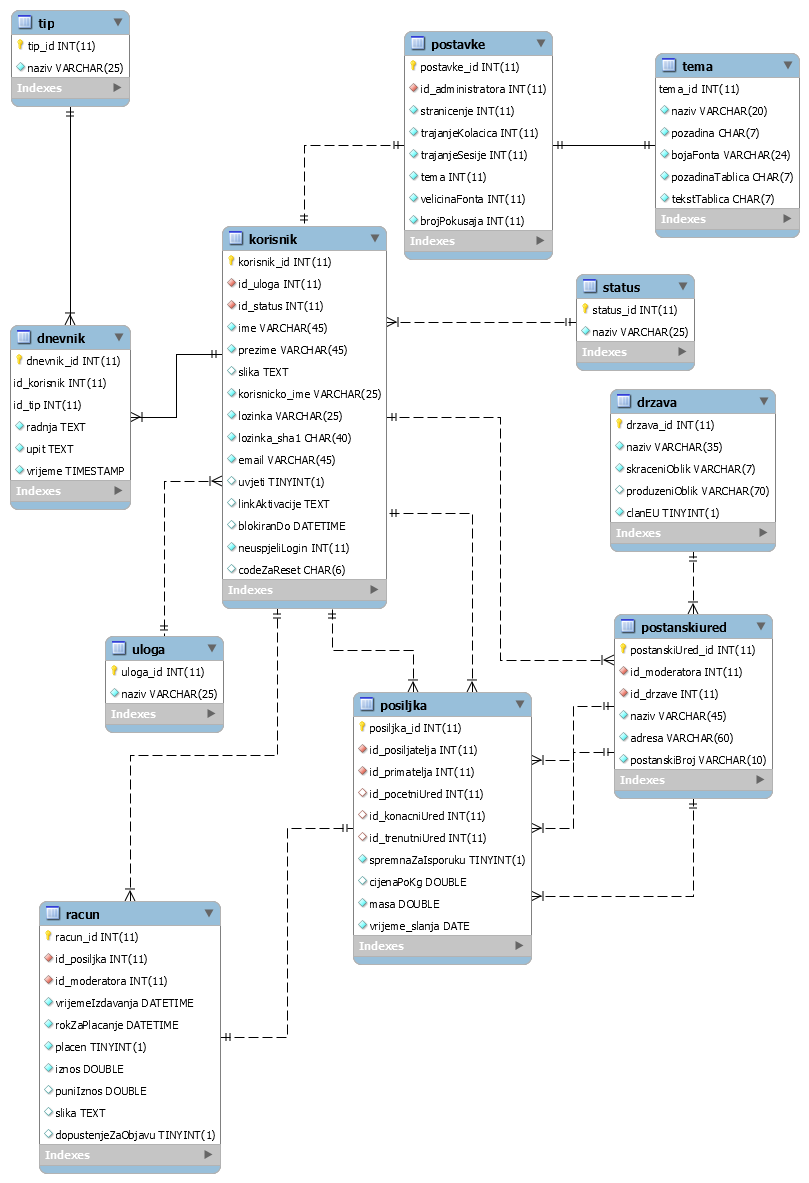 tip
tip_id INT(11)
naziv VARCHAR(25)
Indexes
postavke
postavke_id INT(11)
id_administratora INT(11)
stranicenje INT(11)
trajanjeKolacica INT(11)
trajanjeSesije INT(11)
tema INT(11)
velicinaFonta INT(11)
brojPokusaja INT(11)
Indexes
tema
tema_id INT(11)
naziv VARCHAR(20)
pozadina CHAR(7)
bojaFonta VARCHAR(24)
pozadinaTablica CHAR(7)
tekstTablica CHAR(7)
Indexes
korisnik
korisnik_id INT(11)
id_uloga INT(11)
id_status INT(11)
ime VARCHAR(45)
prezime VARCHAR(45)
slika TEXT
korisnicko_ime VARCHAR(25)
lozinka VARCHAR(25)
lozinka_sha1 CHAR(40)
email VARCHAR(45)
uvjeti TINYINT(1)
linkAktivacije TEXT
blokiranDo DATETIME
neuspjeliLogin INT(11)
codeZaReset CHAR(6)
Indexes
status
status_id INT(11)
naziv VARCHAR(25)
Indexes
dnevnik
dnevnik_id INT(11)
id_korisnik INT(11)
id_tip INT(11)
radnja TEXT
upit TEXT
vrijeme TIMESTAMP
Indexes
drzava
drzava_id INT(11)
naziv VARCHAR(35)
skraceniOblik VARCHAR(7)
produzeniOblik VARCHAR(70)
clanEU TINYINT(1)
Indexes
uloga
uloga_id INT(11)
naziv VARCHAR(25)
Indexes
postanskiured
postanskiUred_id INT(11)
id_moderatora INT(11)
id_drzave INT(11)
naziv VARCHAR(45)
adresa VARCHAR(60)
postanskiBroj VARCHAR(10)
Indexes
posiljka
posiljka_id INT(11)
id_posiljatelja INT(11)
id_primatelja INT(11)
id_pocetniUred INT(11)
id_konacniUred INT(11)
id_trenutniUred INT(11)
spremnaZaIsporuku TINYINT(1)
cijenaPoKg DOUBLE
masa DOUBLE
vrijeme_slanja DATE
Indexes
racun
racun_id INT(11)
id_posiljka INT(11)
id_moderatora INT(11)
vrijemeIzdavanja DATETIME
rokZaPlacanje DATETIME
placen TINYINT(1)
iznos DOUBLE
puniIznos DOUBLE
slika TEXT
dopustenjeZaObjavu TINYINT(1)
Indexes